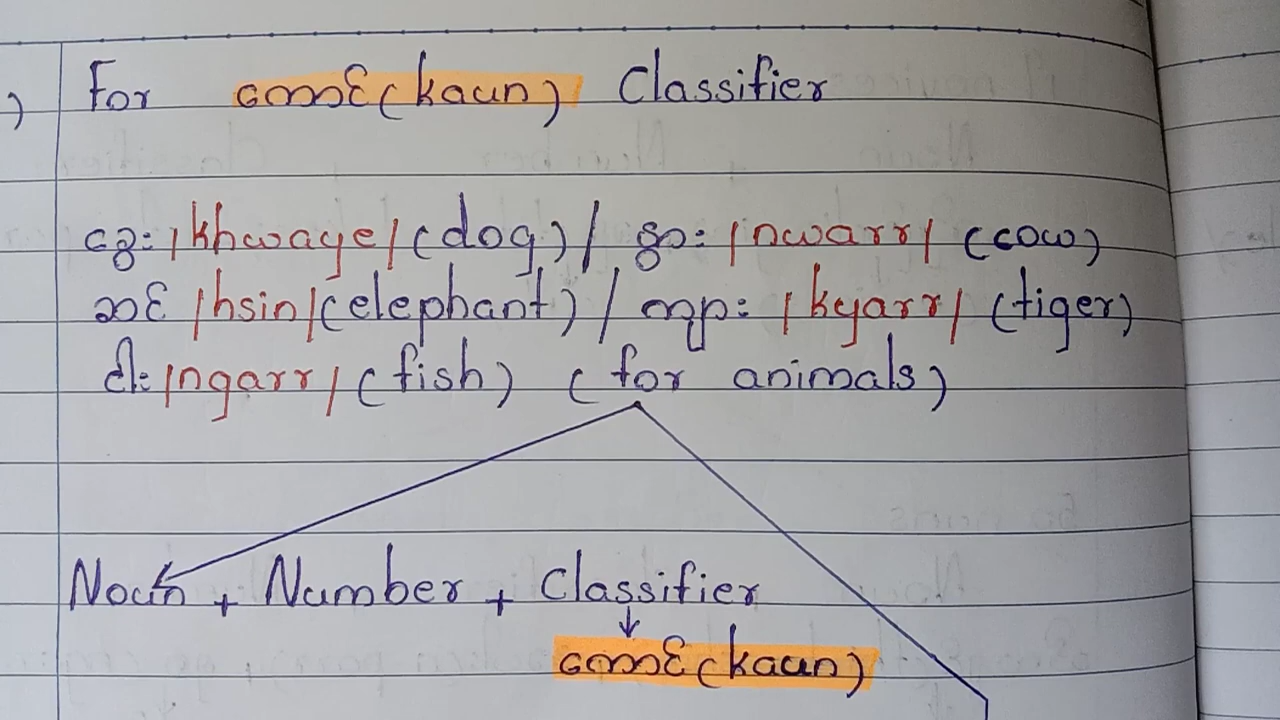 ) For ကောင် (kaun) Classifier
ခွေး /khwaye/ (dog) / နွား /nwarr/ (cow)
ဆင် /hsin/ (elephant) / ကျား /kyarr/ (tiger)
ငါး /ngarr/ (fish) (for animals)
Noun + Number + Classifier
ကောင် (kaun)